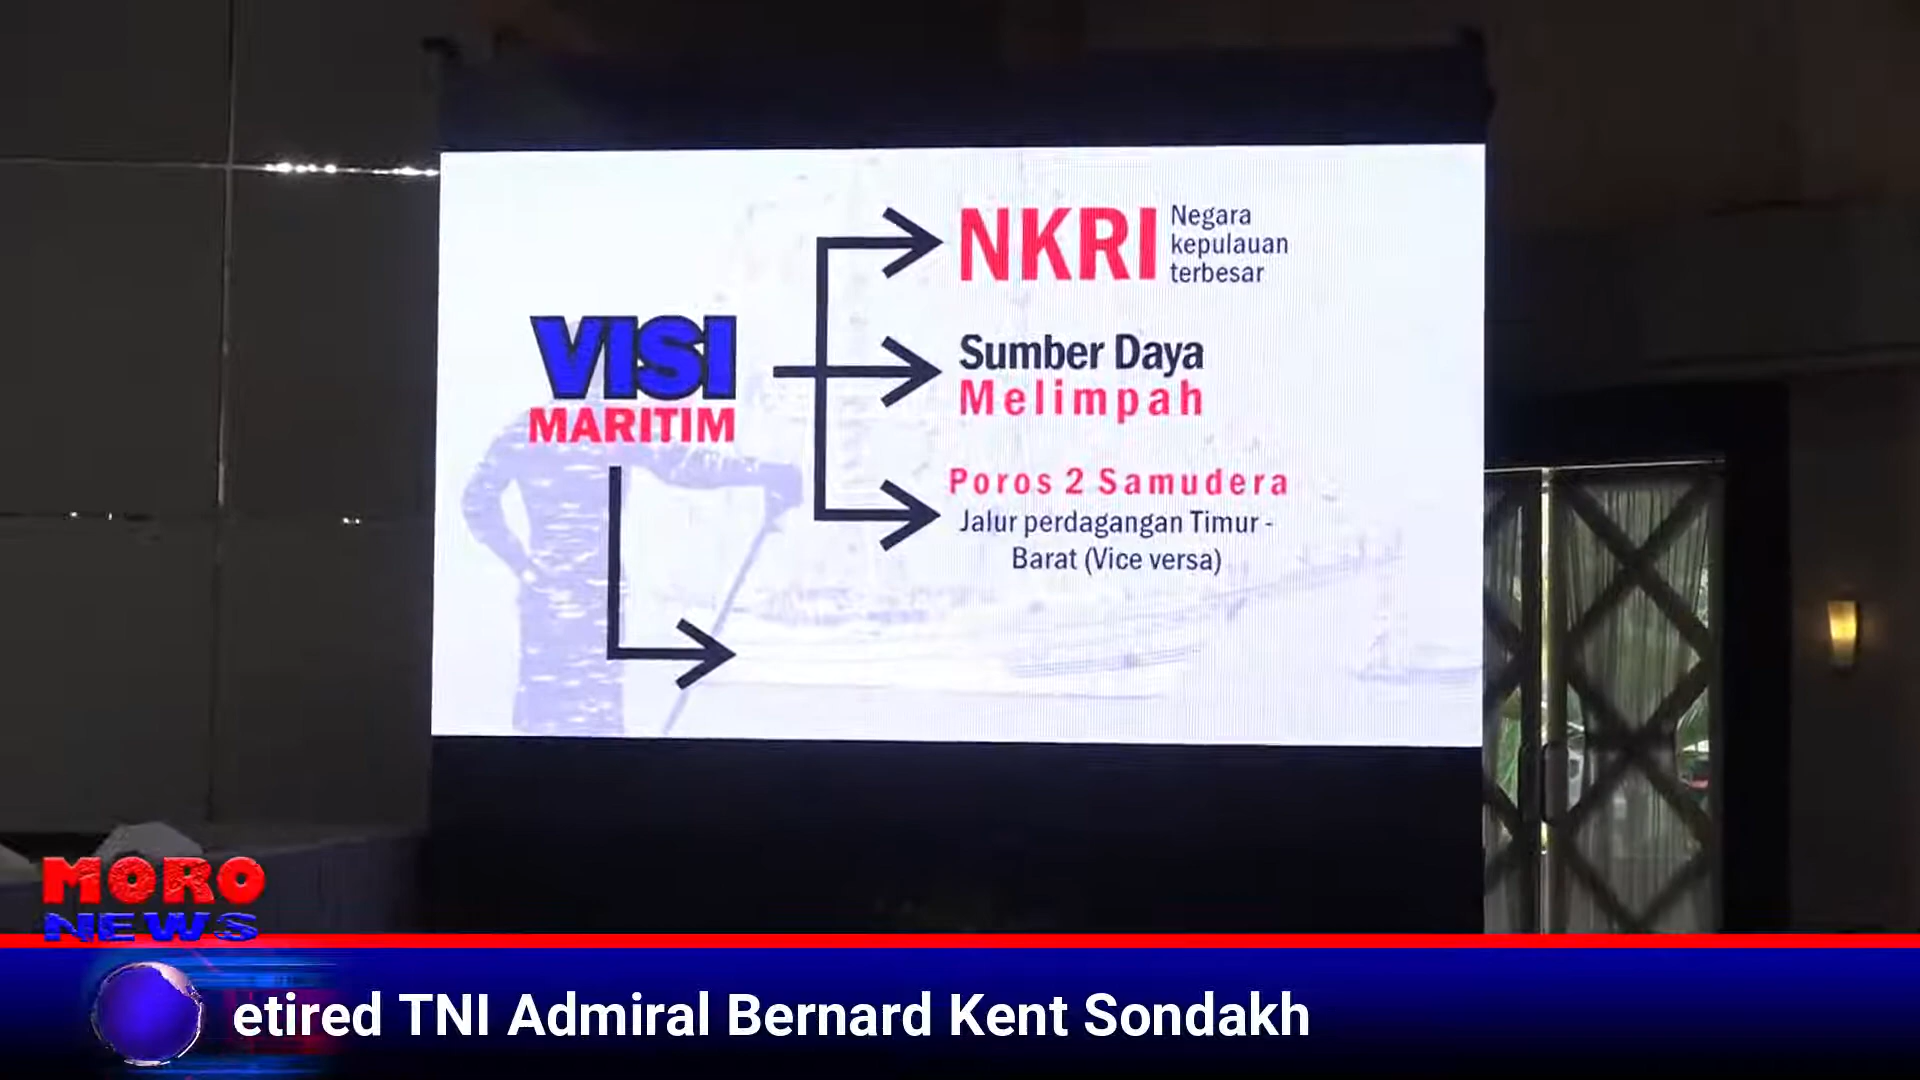 NKRI
Negara
kepulauan
terbesar
VISI
MARITIM
Sumber Daya
Melimpah
Poros 2 Samudera
Jalur perdagangan Timur -
Barat (Vice versa)
MORO
NEWS
etired TNI Admiral Bernard Kent Sondakh